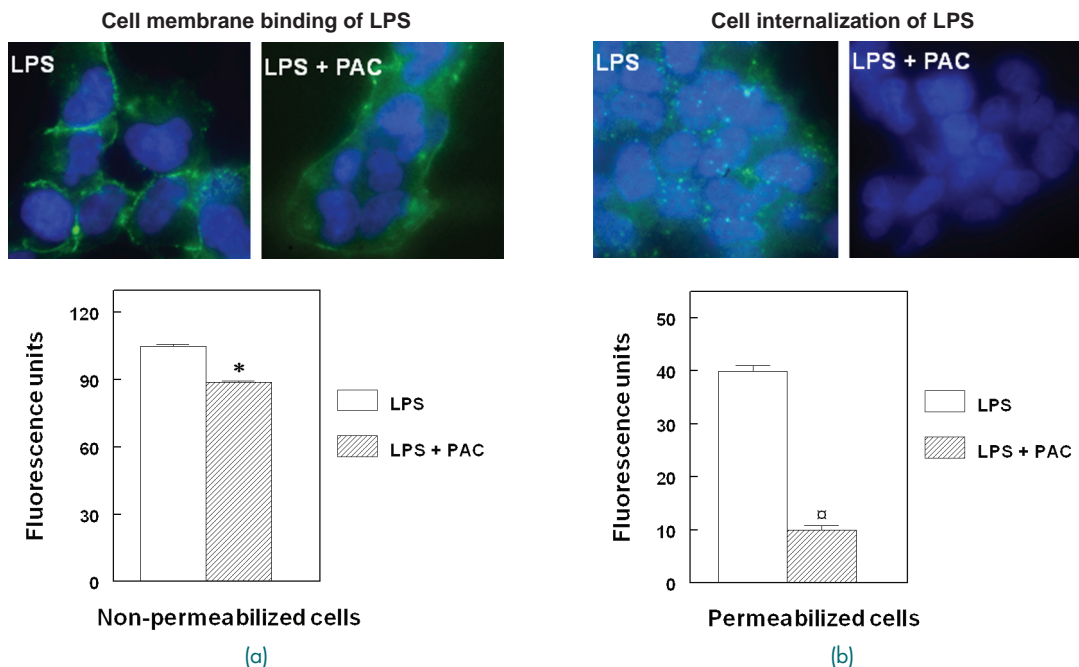 Cell membrane binding of LPS
LPS
LPS + PAC
120
90
60
30
0
Fluorescence units
*
LPS
LPS + PAC
Non-permeabilized cells
(a)
Cell internalization of LPS
LPS
LPS + PAC
50
40
30
20
10
0
Fluorescence units
¤
LPS
LPS + PAC
Permeabilized cells
(b)